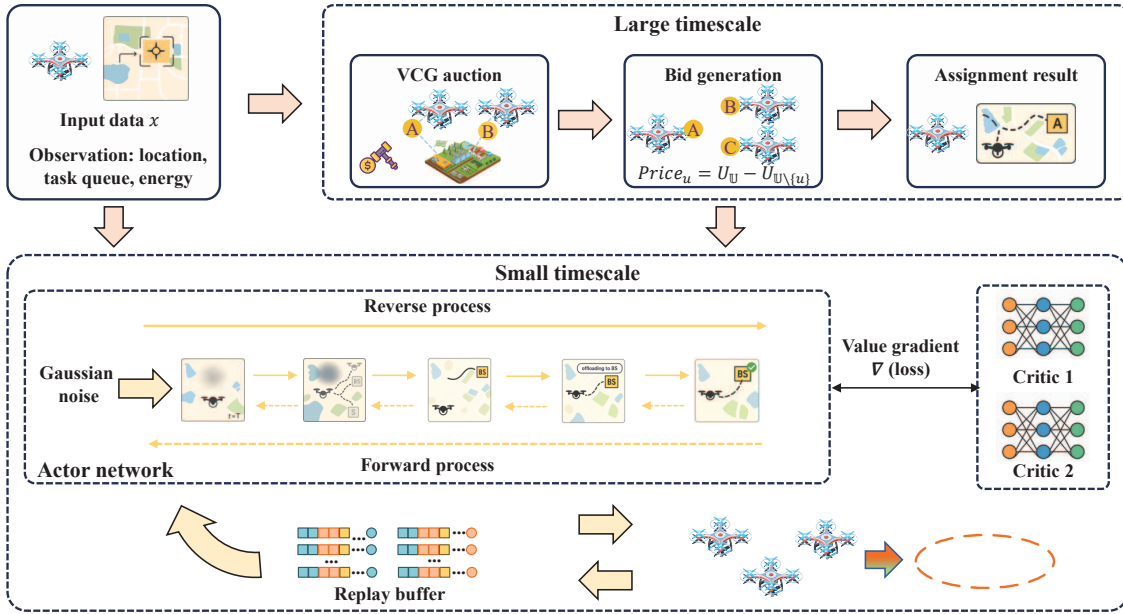 Large timescale
VCG auction
Bid generation
Assignment result
A
B
$
A
B
C
A
Price_u = U_𝕌 − U_{𝕌\{u}}
Input data x
Observation: location,
task queue, energy
Small timescale
Reverse process
Gaussian
noise
t=T
BS
S
BS
offloading to BS
BS
BS
Forward process
Actor network
Value gradient
∇ (loss)
Critic 1
Critic 2
Replay buffer